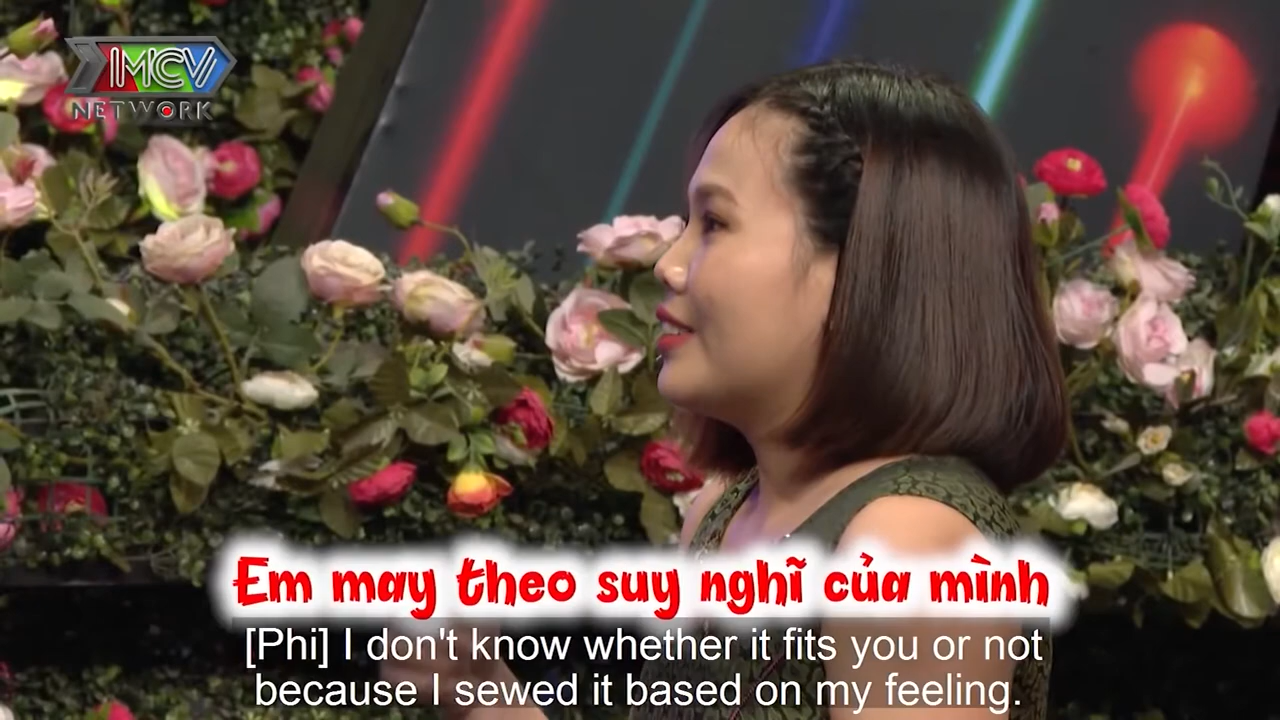 MCV
NETWORK
Em may theo suy nghĩ của mình
[Phi] I don't know whether it fits you or not
because I sewed it based on my feeling.